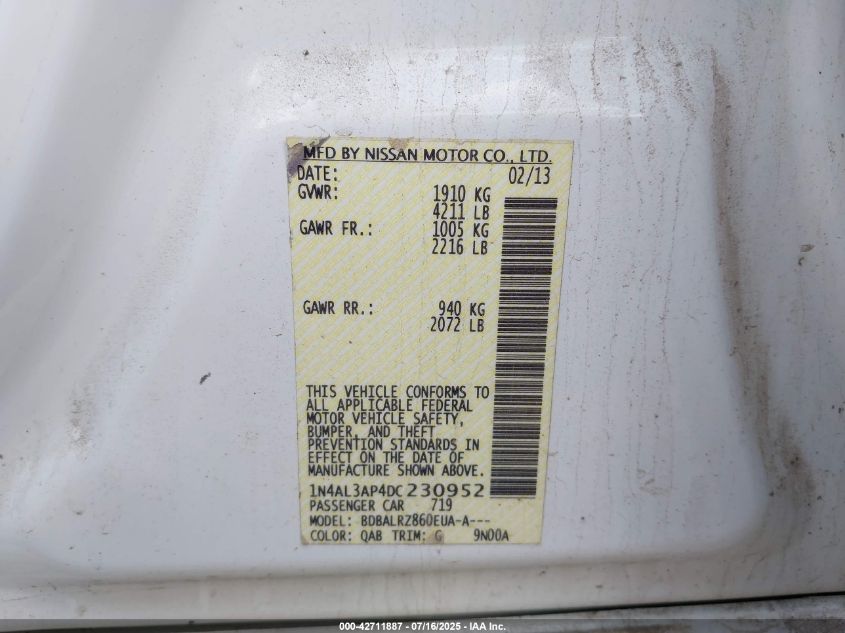 MFD BY NISSAN MOTOR CO., LTD.
DATE: 02/13
GVWR: 1910 KG
4211 LB
GAWR FR.: 1005 KG
2216 LB
GAWR RR.: 940 KG
2072 LB
THIS VEHICLE CONFORMS TO
ALL APPLICABLE FEDERAL
MOTOR VEHICLE SAFETY,
BUMPER, AND THEFT
PREVENTION STANDARDS IN
EFFECT ON THE DATE OF
MANUFACTURE SHOWN ABOVE.
1N4AL3AP4DC230952
PASSENGER CAR 719
MODEL: BDBALRZ860EUA-A---
COLOR: QAB TRIM: G 9N00A
000-42711887 - 07/16/2025 - IAA Inc.